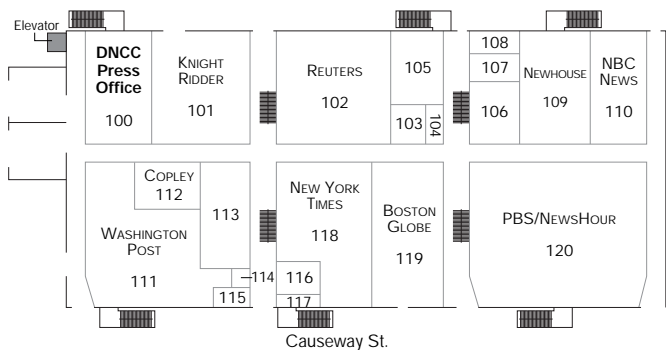 Elevator
DNCC
Press
Office
100
KNIGHT
RIDDER
101
REUTERS
102
105
103
104
108
107
106
NEWHOUSE
109
NBC
NEWS
110
COPLEY
112
113
WASHINGTON
POST
111
114
115
NEW YORK
TIMES
118
116
117
BOSTON
GLOBE
119
PBS/NEWSHOUR
120
Causeway St.